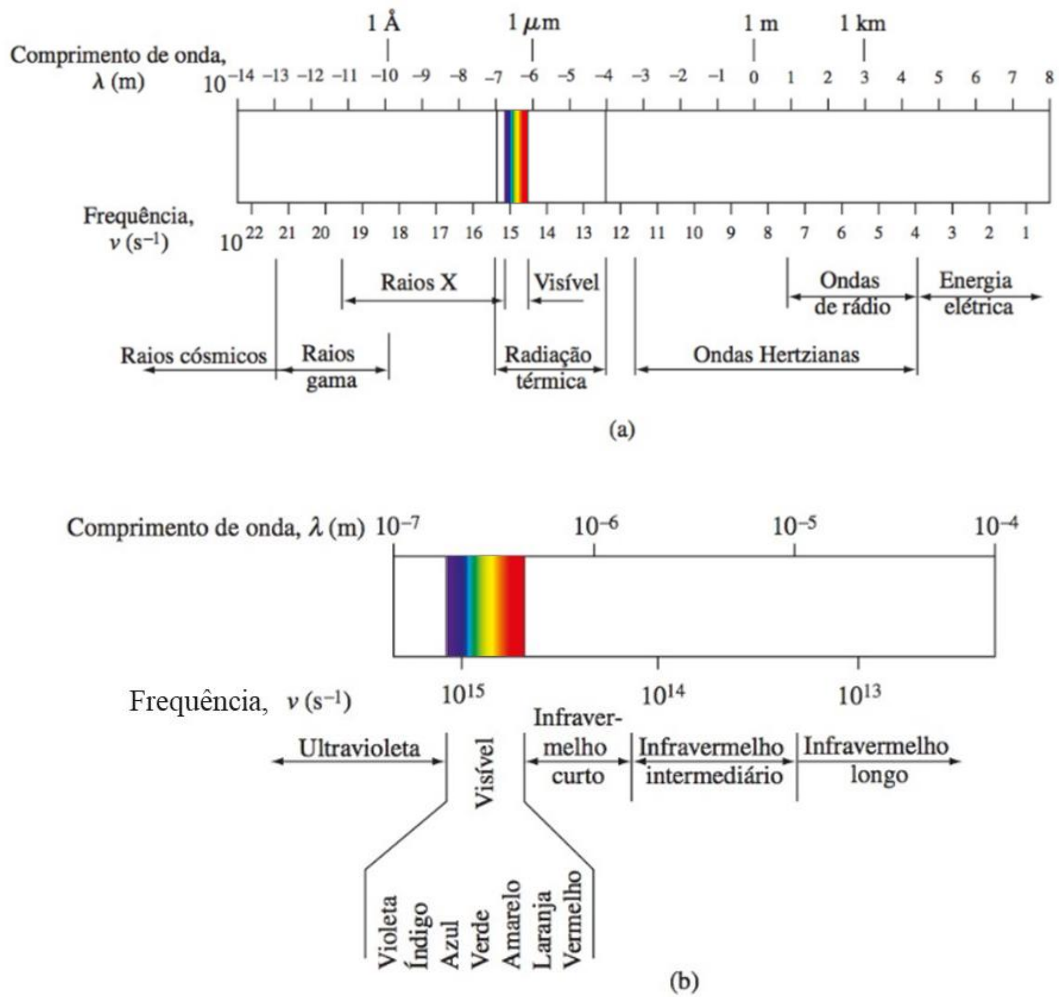 1 Å 1 μm 1 m 1 km
Comprimento de onda,
λ (m) 10⁻¹⁴ −13 −12 −11 −10 −9 −8 −7 −6 −5 −4 −3 −2 −1 0 1 2 3 4 5 6 7 8
Frequência,
ν (s⁻¹) 10²² 21 20 19 18 17 16 15 14 13 12 11 10 9 8 7 6 5 4 3 2 1
Raios X Visível Ondas Energia
de rádio elétrica
Raios cósmicos Raios Radiação Ondas Hertzianas
gama térmica
(a)
Comprimento de onda, λ (m) 10⁻⁷ 10⁻⁶ 10⁻⁵ 10⁻⁴
Frequência, ν (s⁻¹) 10¹⁵ 10¹⁴ 10¹³
Ultravioleta
Visível
Infraver-
melho
curto
Infravermelho
intermediário
Infravermelho
longo
Violeta
Índigo
Azul
Verde
Amarelo
Laranja
Vermelho
(b)